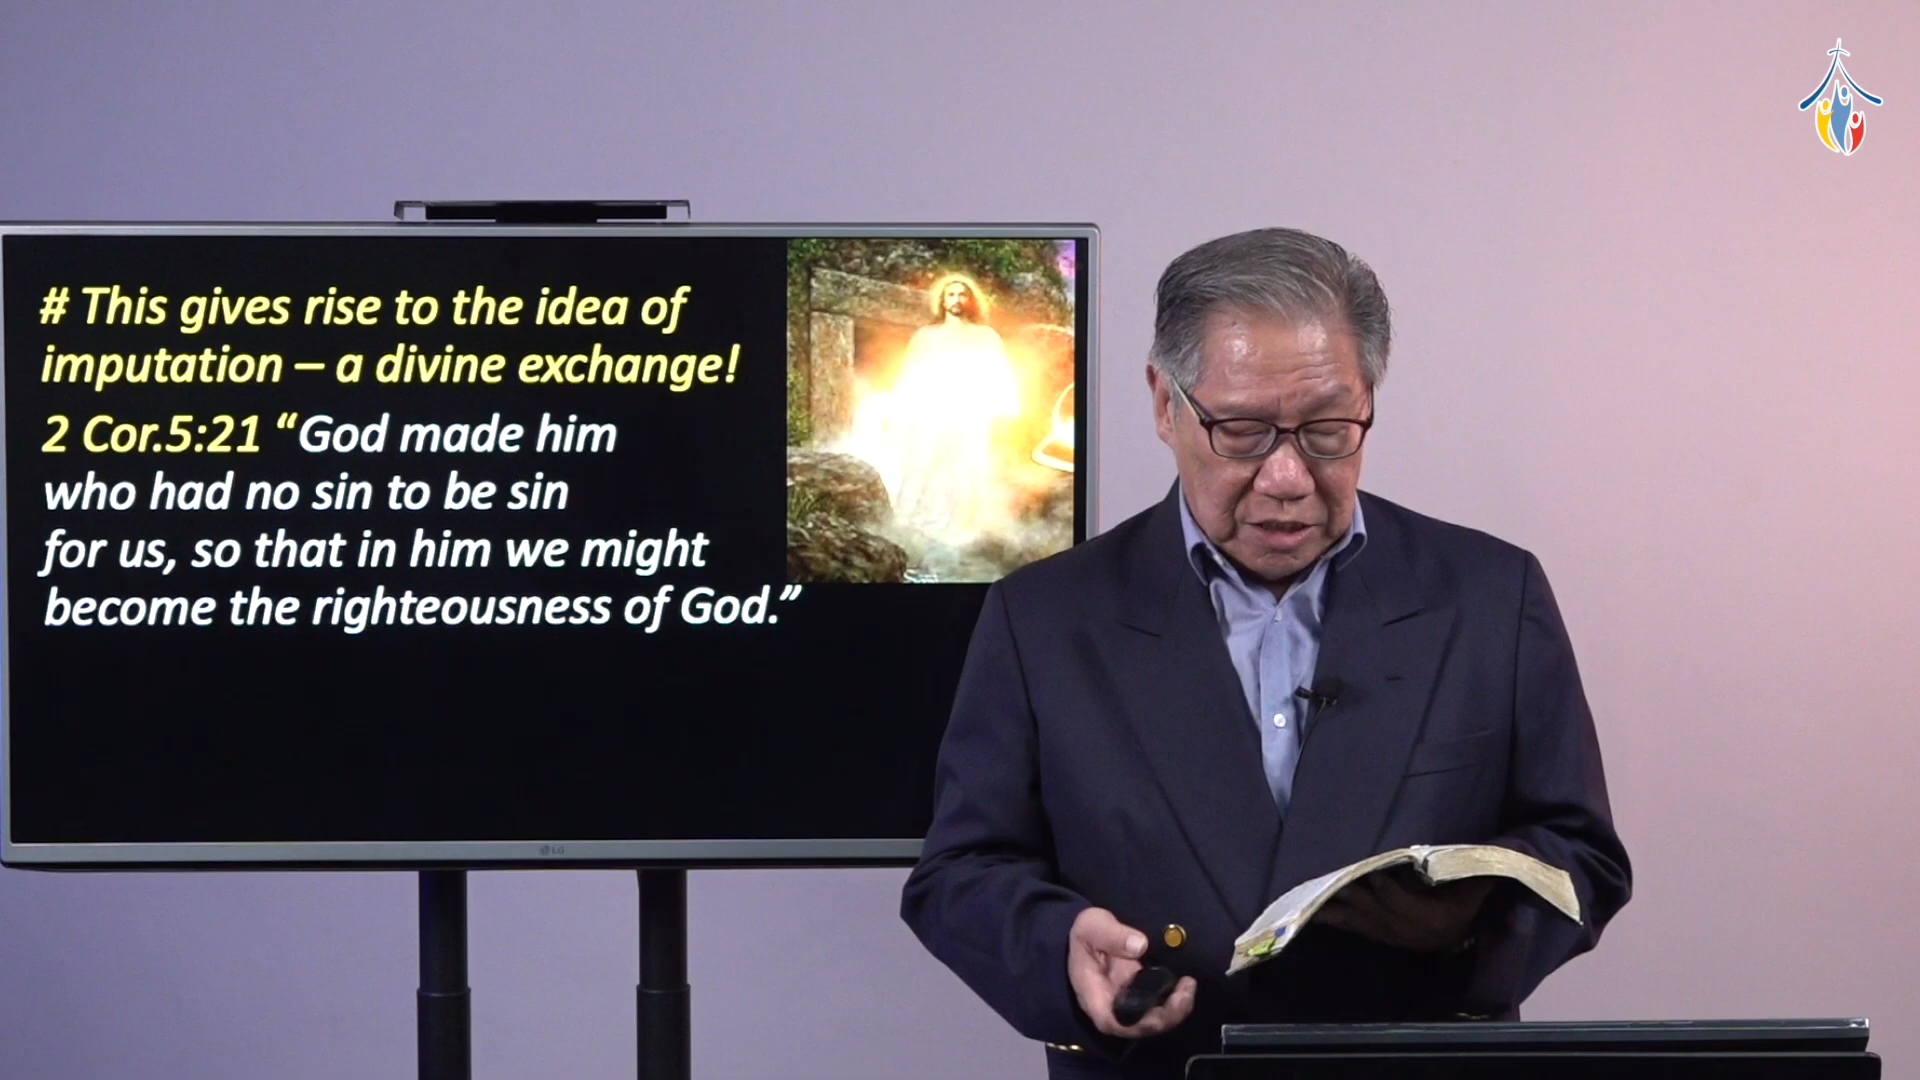 # This gives rise to the idea of
imputation – a divine exchange!
2 Cor.5:21 “God made him
who had no sin to be sin
for us, so that in him we might
become the righteousness of God.”
LG